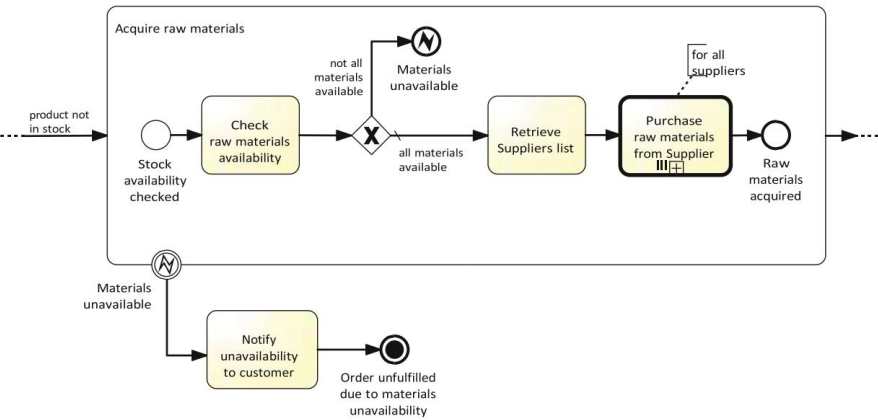 Acquire raw materials
product not
in stock
Stock
availability
checked
Check
raw materials
availability
not all
materials
available
Materials
unavailable
X
all materials
available
Retrieve
Suppliers list
for all
suppliers
Purchase
raw materials
from Supplier
Raw
materials
acquired
Materials
unavailable
Notify
unavailability
to customer
Order unfulfilled
due to materials
unavailability